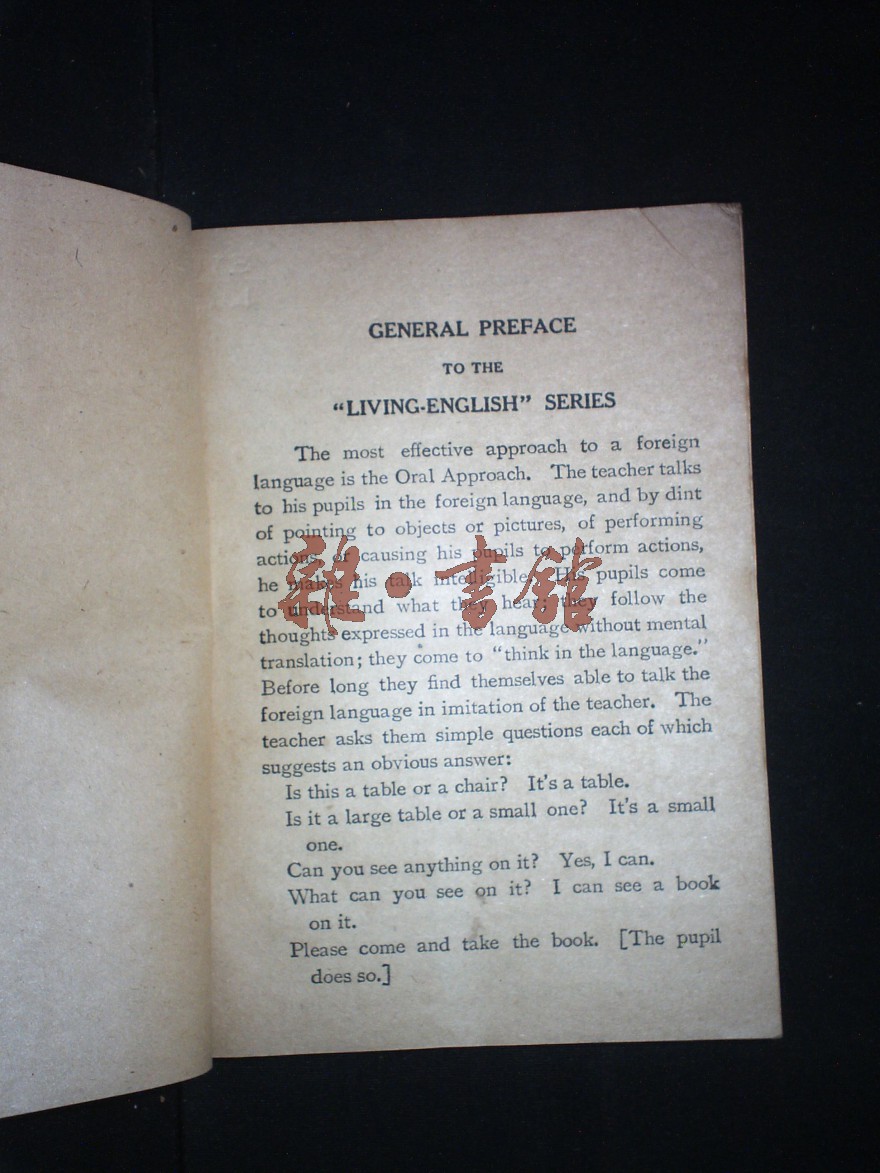 GENERAL PREFACE
TO THE
“LIVING-ENGLISH” SERIES
The most effective approach to a foreign
language is the Oral Approach. The teacher talks
to his pupils in the foreign language, and by dint
of pointing to objects or pictures, of performing
actions, or causing his pupils to perform actions,
he makes his talk intelligible. His pupils come
to understand what they hear; they follow the
thoughts expressed in the language without mental
translation; they come to “think in the language.”
Before long they find themselves able to talk the
foreign language in imitation of the teacher. The
teacher asks them simple questions each of which
suggests an obvious answer:
Is this a table or a chair? It's a table.
Is it a large table or a small one? It's a small
one.
Can you see anything on it? Yes, I can.
What can you see on it? I can see a book
on it.
Please come and take the book. [The pupil
does so.]
雜·書館